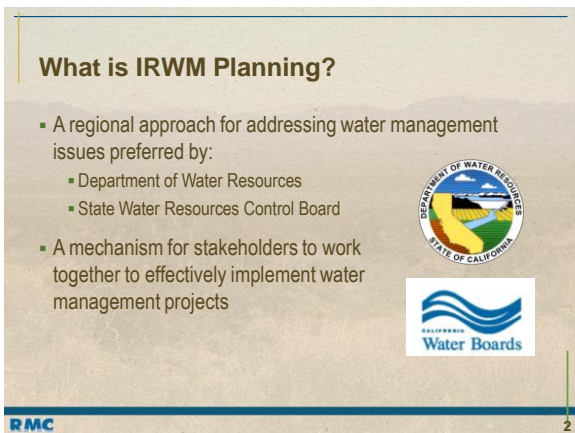 What is IRWM Planning?
▪ A regional approach for addressing water management
issues preferred by:
▪ Department of Water Resources
▪ State Water Resources Control Board
DEPARTMENT OF WATER RESOURCES
STATE OF CALIFORNIA
▪ A mechanism for stakeholders to work
together to effectively implement water
management projects
CALIFORNIA
Water Boards
RMC
2